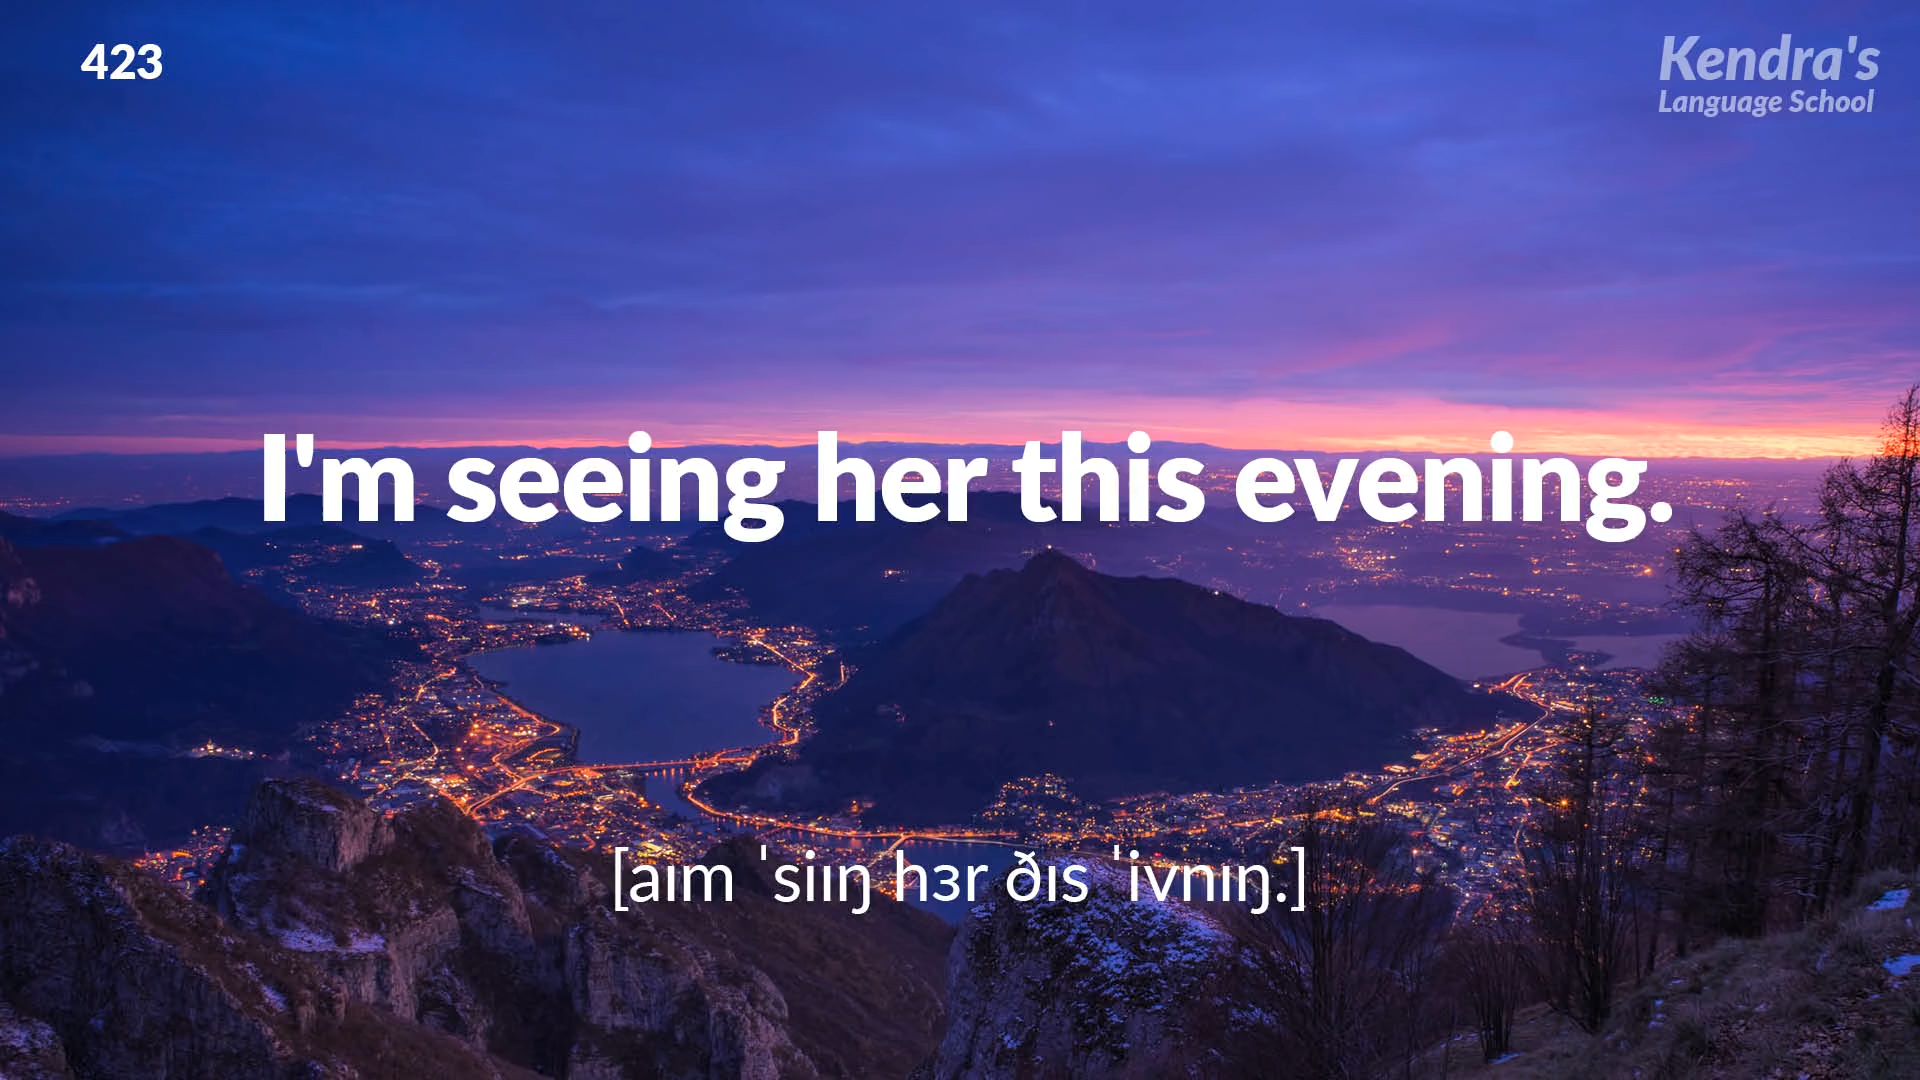 423
Kendra's
Language School
I'm seeing her this evening.
[aɪm ˈsiɪŋ hɜr ðɪs ˈivnɪŋ.]